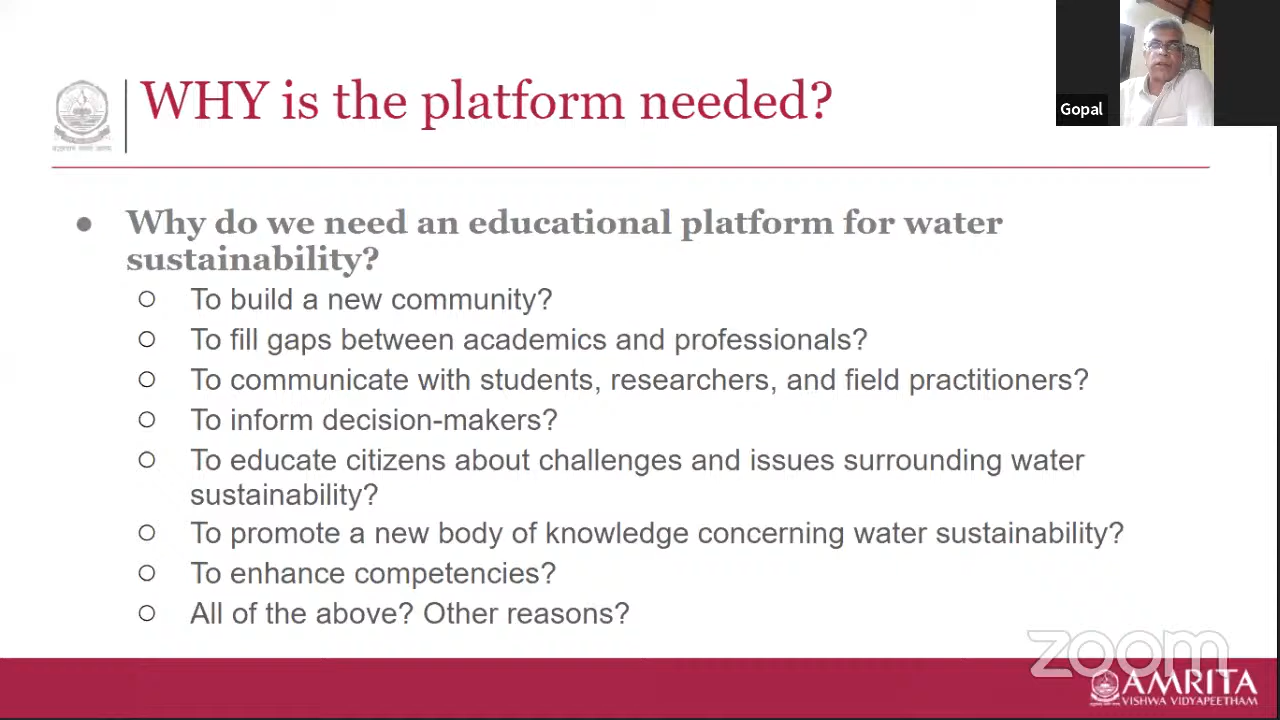 WHY is the platform needed?
Gopal
● Why do we need an educational platform for water
sustainability?
○ To build a new community?
○ To fill gaps between academics and professionals?
○ To communicate with students, researchers, and field practitioners?
○ To inform decision-makers?
○ To educate citizens about challenges and issues surrounding water
sustainability?
○ To promote a new body of knowledge concerning water sustainability?
○ To enhance competencies?
○ All of the above? Other reasons?
zoom
AMRITA
VISHWA VIDYAPEETHAM